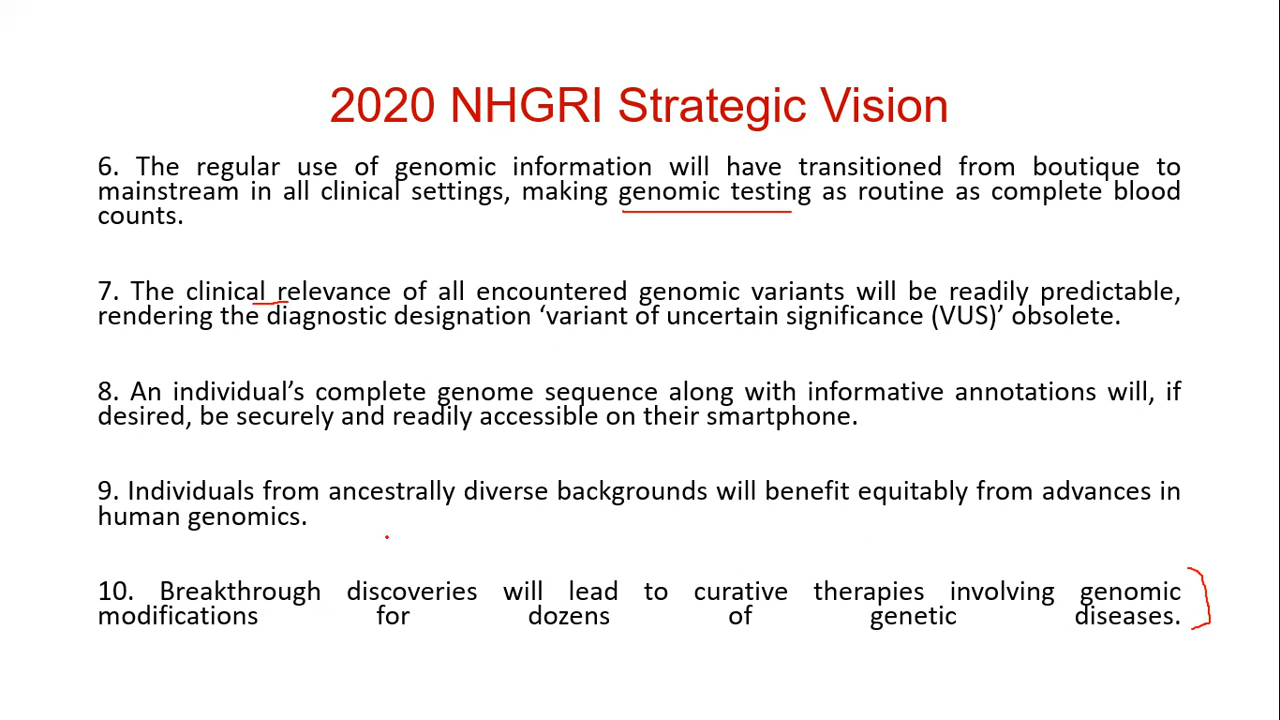 2020 NHGRI Strategic Vision
6. The regular use of genomic information will have transitioned from boutique to
mainstream in all clinical settings, making genomic testing as routine as complete blood
counts.
7. The clinical relevance of all encountered genomic variants will be readily predictable,
rendering the diagnostic designation ‘variant of uncertain significance (VUS)’ obsolete.
8. An individual’s complete genome sequence along with informative annotations will, if
desired, be securely and readily accessible on their smartphone.
9. Individuals from ancestrally diverse backgrounds will benefit equitably from advances in
human genomics.
10. Breakthrough discoveries will lead to curative therapies involving genomic
modifications for dozens of genetic diseases.